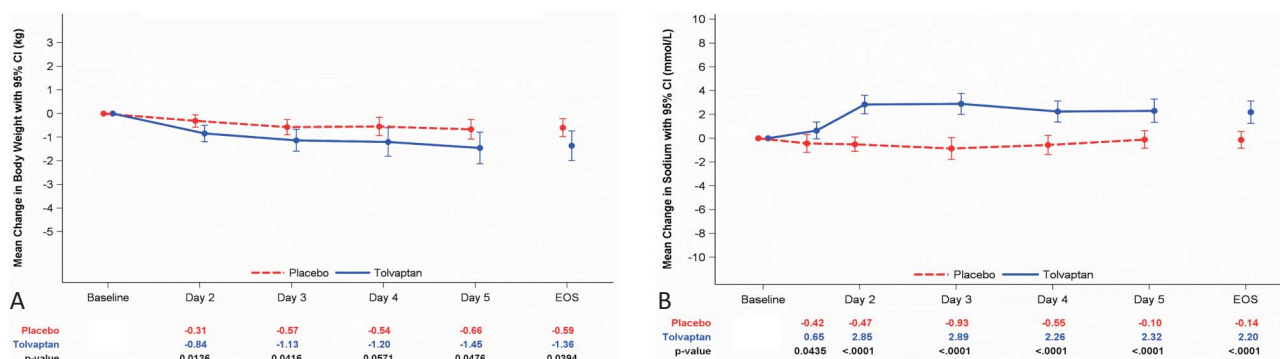 Mean Change in Body Weight with 95% CI (kg)
3
2
1
0
-1
-2
-3
-4
-5
Placebo Tolvaptan
A
Baseline Day 2 Day 3 Day 4 Day 5 EOS
Placebo -0.31 -0.57 -0.54 -0.66 -0.59
Tolvaptan -0.84 -1.13 -1.20 -1.45 -1.36
p-value 0.0136 0.0416 0.0571 0.0476 0.0394
Mean Change in Sodium with 95% CI (mmol/L)
10
8
6
4
2
0
-2
-4
-6
-8
-10
Placebo Tolvaptan
B
Baseline Day 2 Day 3 Day 4 Day 5 EOS
Placebo -0.42 -0.47 -0.93 -0.55 -0.10 -0.14
Tolvaptan 0.65 2.85 2.89 2.26 2.32 2.20
p-value 0.0435 <.0001 <.0001 <.0001 <.0001 <.0001